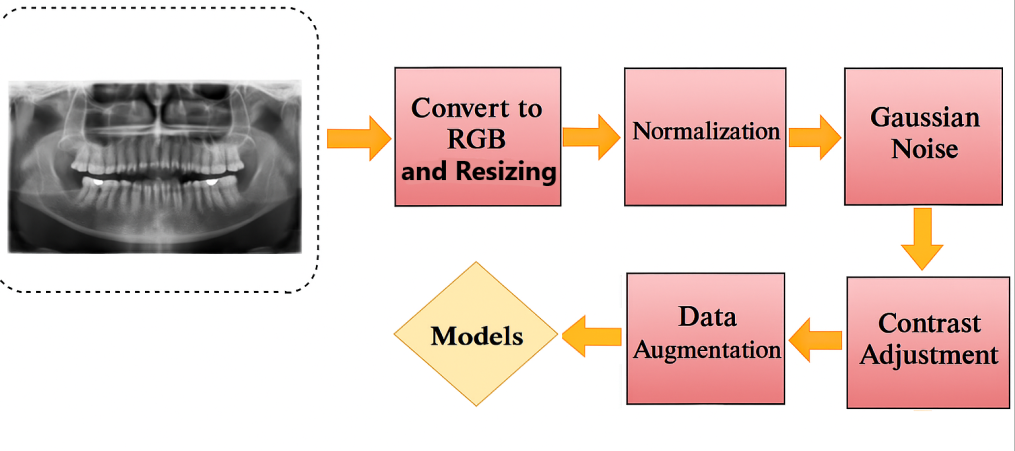 Convert to
RGB
and Resizing
Normalization
Gaussian
Noise
Contrast
Adjustment
Data
Augmentation
Models